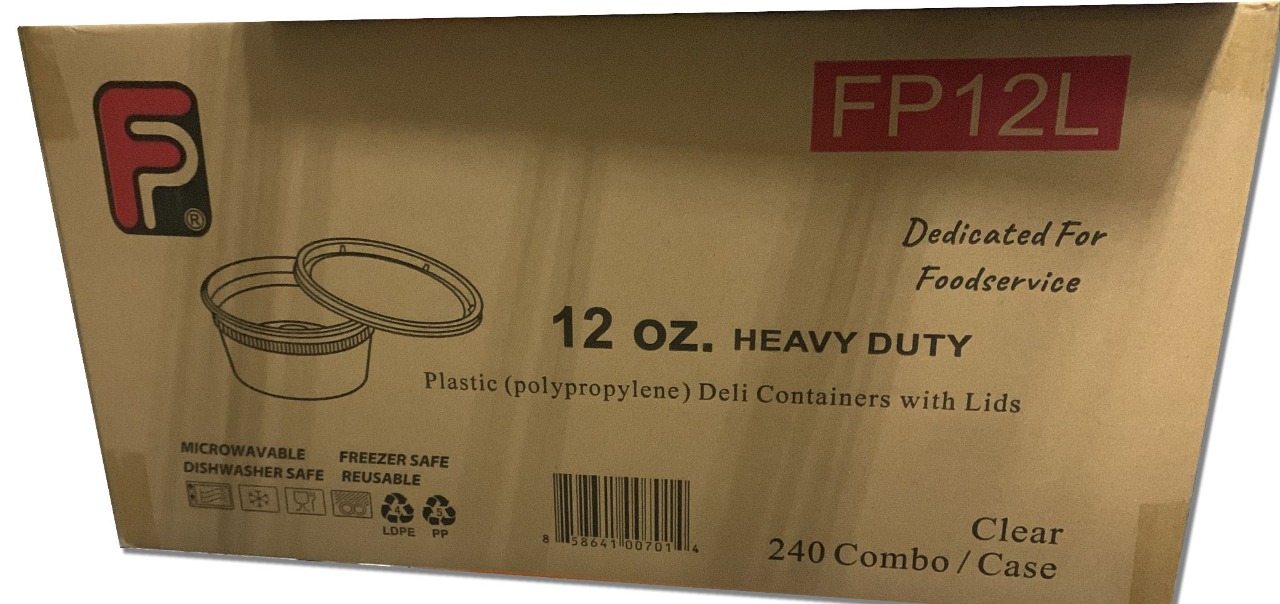 FP
®
FP12L
Dedicated For
Foodservice
12 oz. HEAVY DUTY
Plastic (polypropylene) Deli Containers with Lids
MICROWAVABLE FREEZER SAFE
DISHWASHER SAFE REUSABLE
4 5
LDPE PP
8 58641 00701 4
Clear
240 Combo / Case